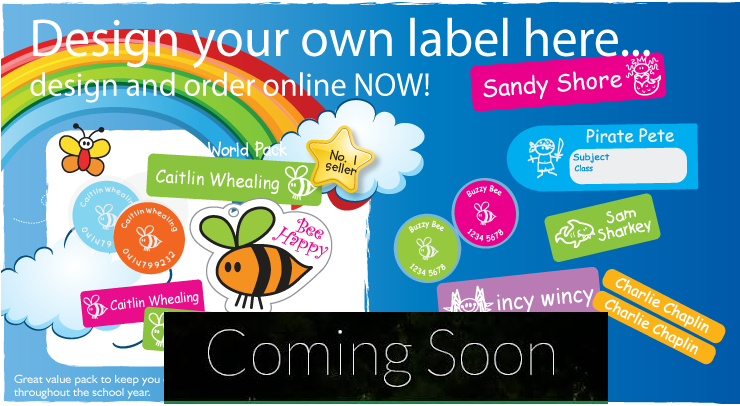 Design your own label here...
design and order online NOW!
Sandy Shore
World Pack
No. 1
seller
Caitlin Whealing
Pirate Pete
Subject
Class
Caitlin Whealing
0414799232
Buzzy Bee
1234 5678
Buzzy Bee
1234 5678
Bee
Happy
Sam
Sharkey
Caitlin Whealing
incy wincy
Charlie Chaplin
Charlie Chaplin
Coming Soon
Great value pack to keep you
throughout the school year.